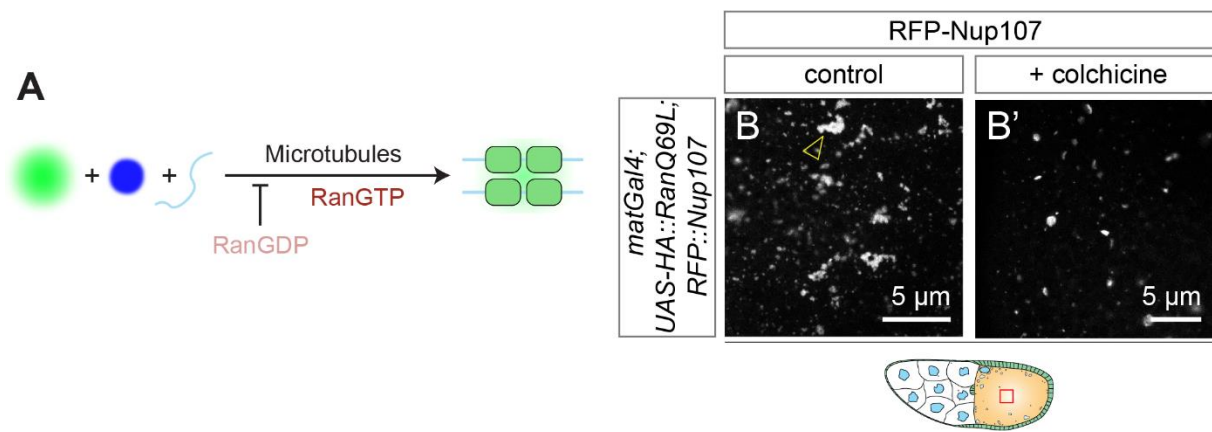 A
+ + Microtubules
RanGTP
RanGDP
RFP-Nup107
control
+ colchicine
matGal4;
UAS-HA::RanQ69L;
RFP::Nup107
B
5 µm
B'
5 µm